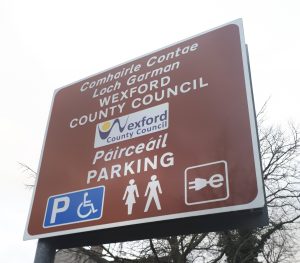 Comhairle Contae
Loch Garman
WEXFORD
COUNTY COUNCIL
Wexford
County Council
Páirceáil
PARKING
P
e